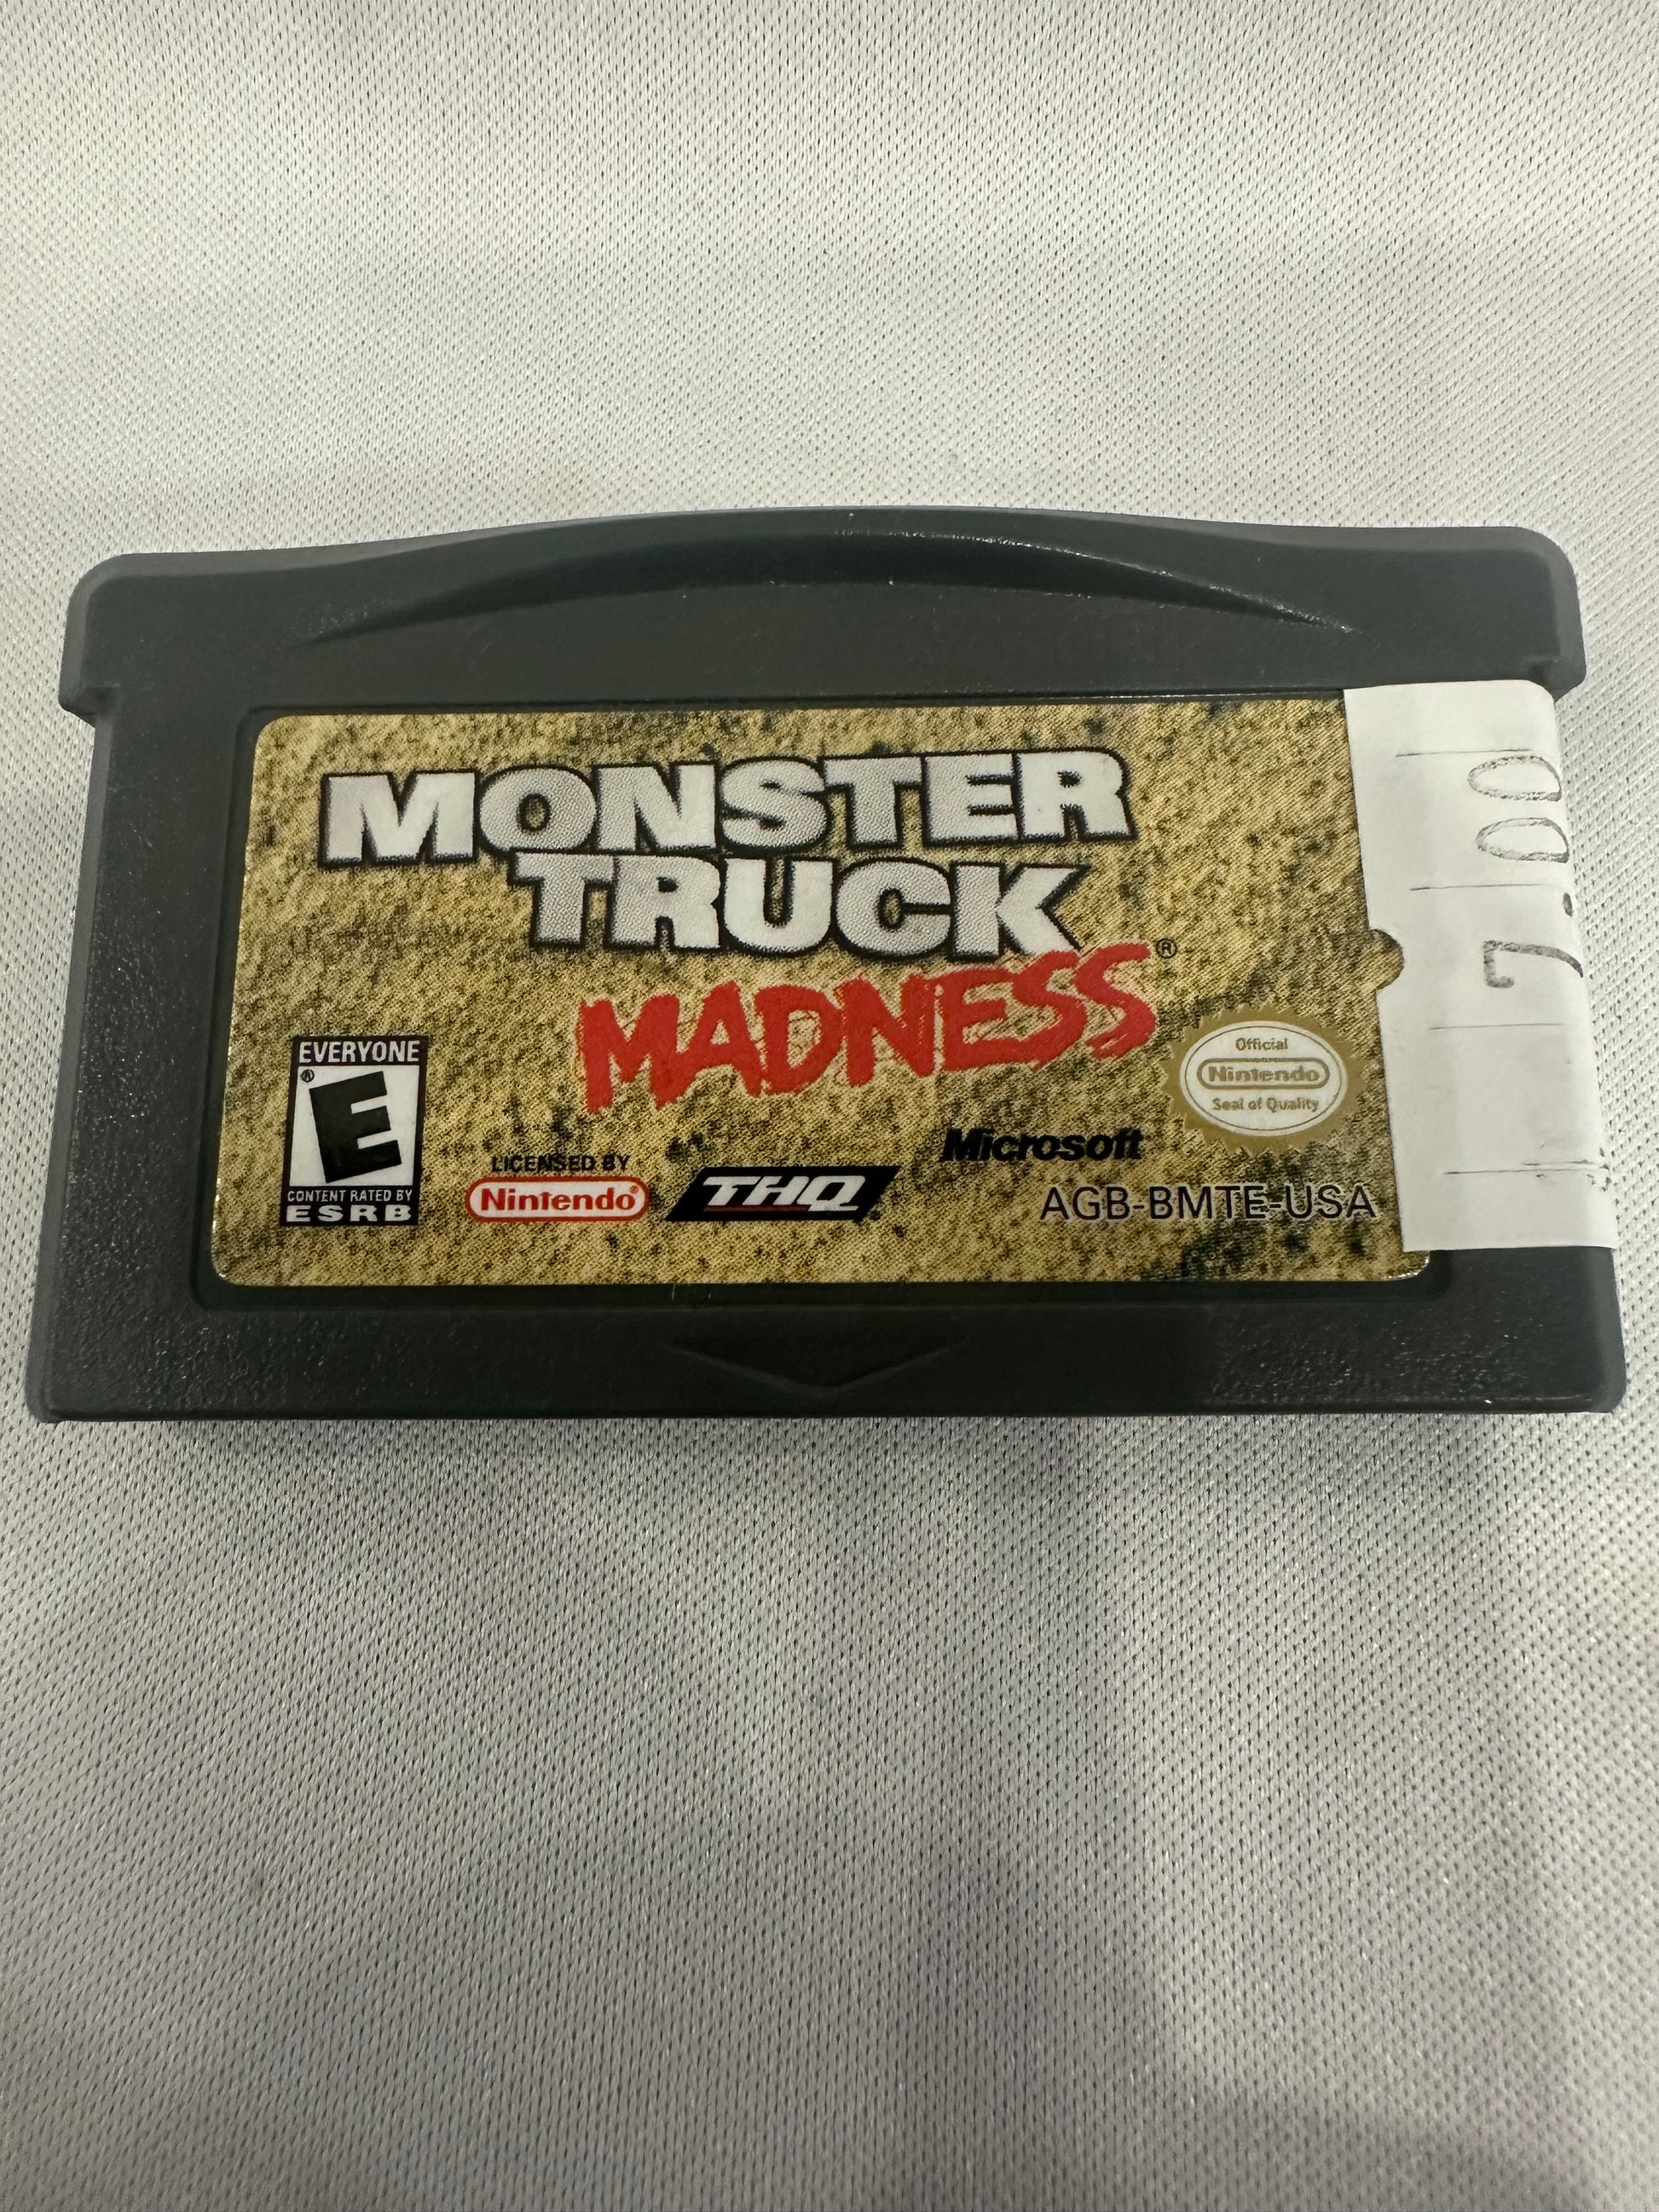 MONSTER
TRUCK
MADNESS®
EVERYONE
E®
CONTENT RATED BY
ESRB
LICENSED BY
Nintendo®
THQ
Microsoft
Official
Nintendo
Seal of Quality
AGB-BMTE-USA
7.00